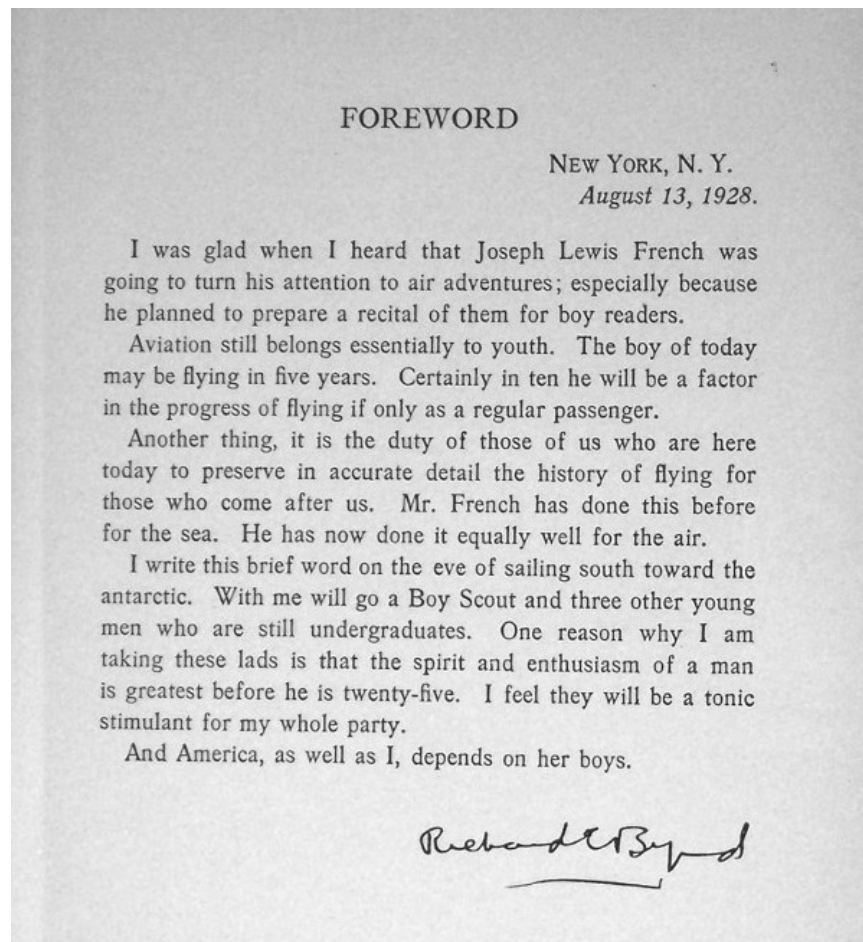 FOREWORD
NEW YORK, N. Y.
August 13, 1928.
I was glad when I heard that Joseph Lewis French was
going to turn his attention to air adventures; especially because
he planned to prepare a recital of them for boy readers.
Aviation still belongs essentially to youth. The boy of today
may be flying in five years. Certainly in ten he will be a factor
in the progress of flying if only as a regular passenger.
Another thing, it is the duty of those of us who are here
today to preserve in accurate detail the history of flying for
those who come after us. Mr. French has done this before
for the sea. He has now done it equally well for the air.
I write this brief word on the eve of sailing south toward the
antarctic. With me will go a Boy Scout and three other young
men who are still undergraduates. One reason why I am
taking these lads is that the spirit and enthusiasm of a man
is greatest before he is twenty-five. I feel they will be a tonic
stimulant for my whole party.
And America, as well as I, depends on her boys.
Richard E Byrd